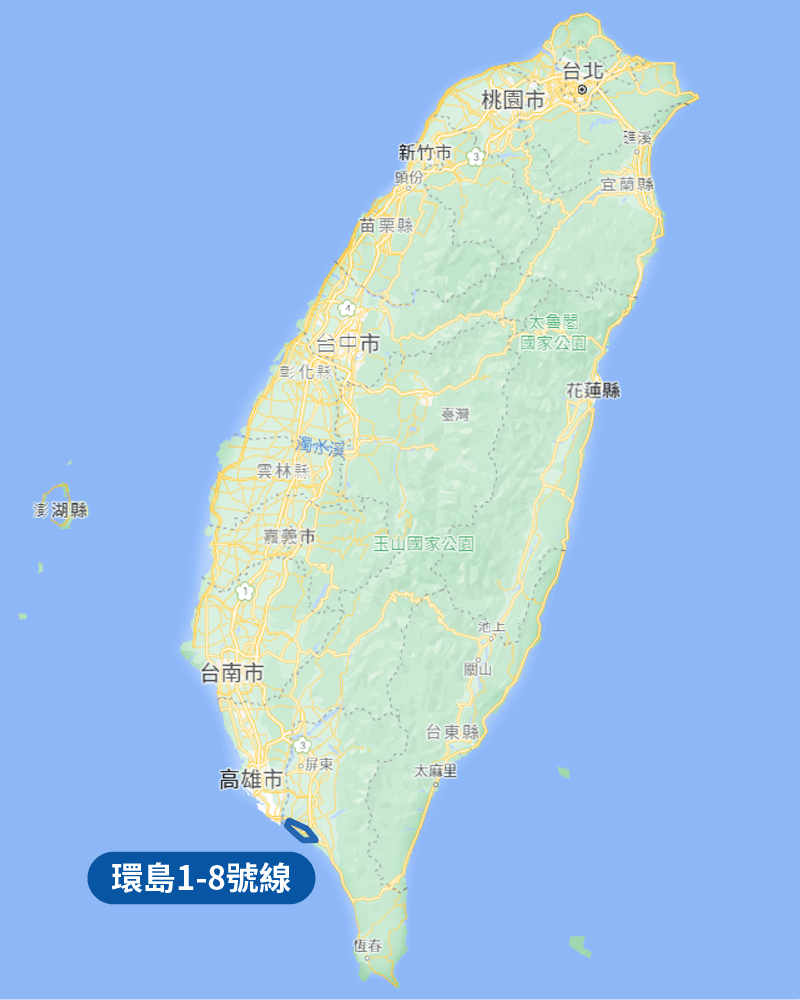 台北
桃園市
礁溪
新竹市
3
頭份
宜蘭縣
苗栗縣
4
太魯閣
國家公園
台中市
彰化縣
花蓮縣
臺灣
濁水溪
雲林縣
澎湖縣
嘉義市
玉山國家公園
1
池上
關山
台南市
台東縣
3
屏東
太麻里
高雄市
環島1-8號線
恆春